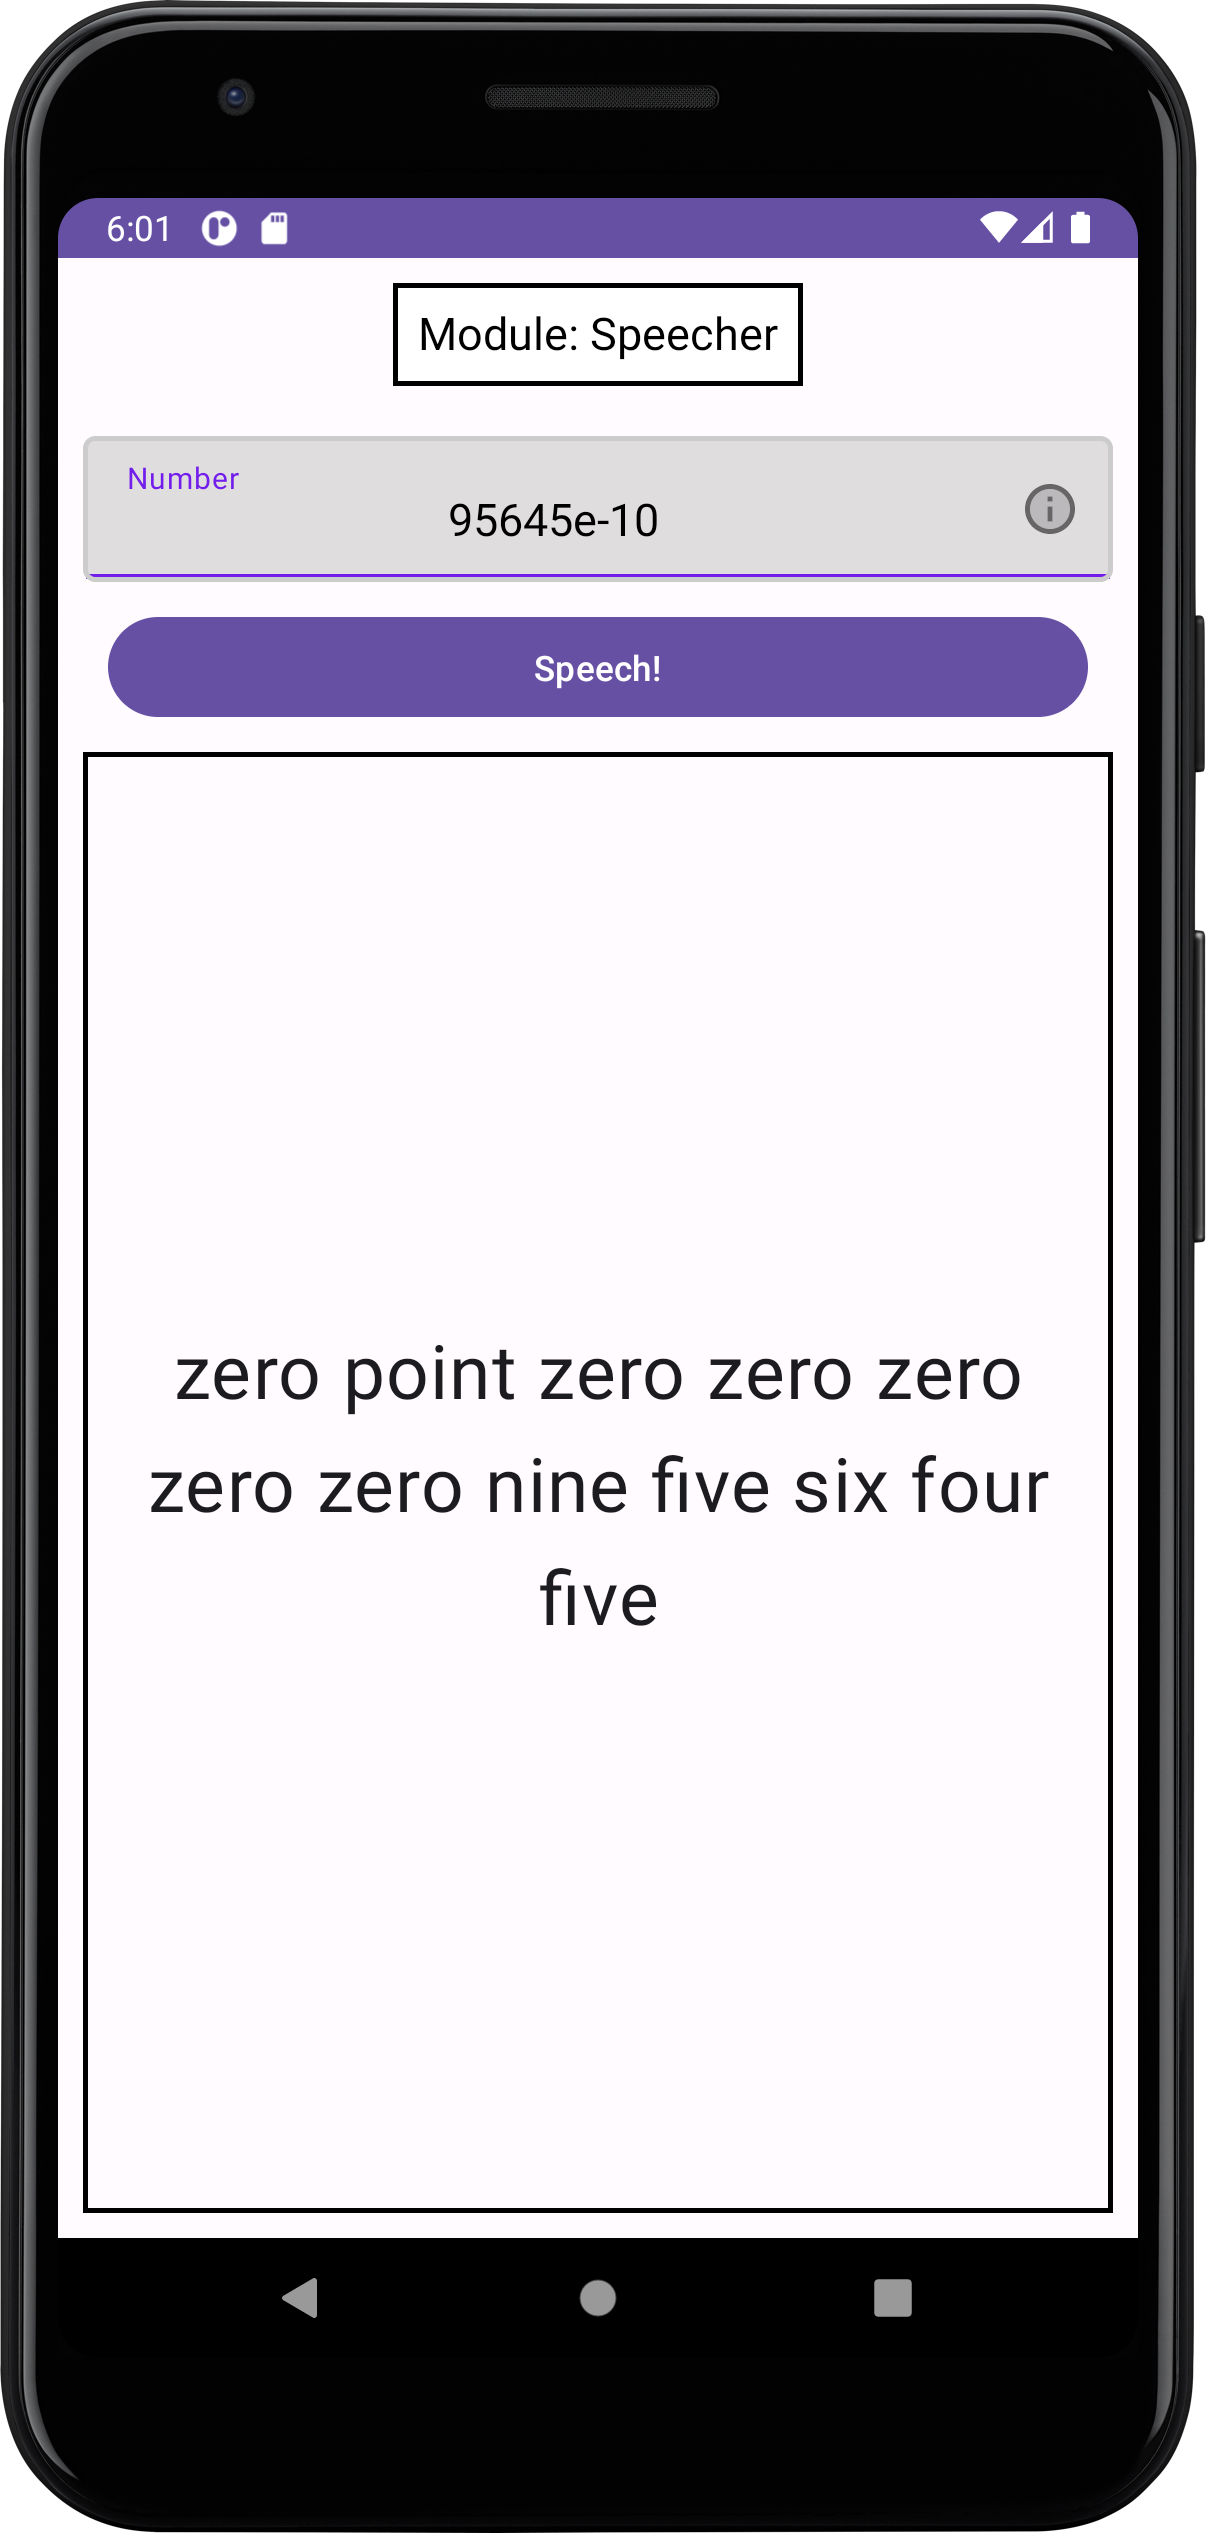 6:01
Module: Speecher
Number
95645e-10
Speech!
zero point zero zero zero
zero zero nine five six four
five